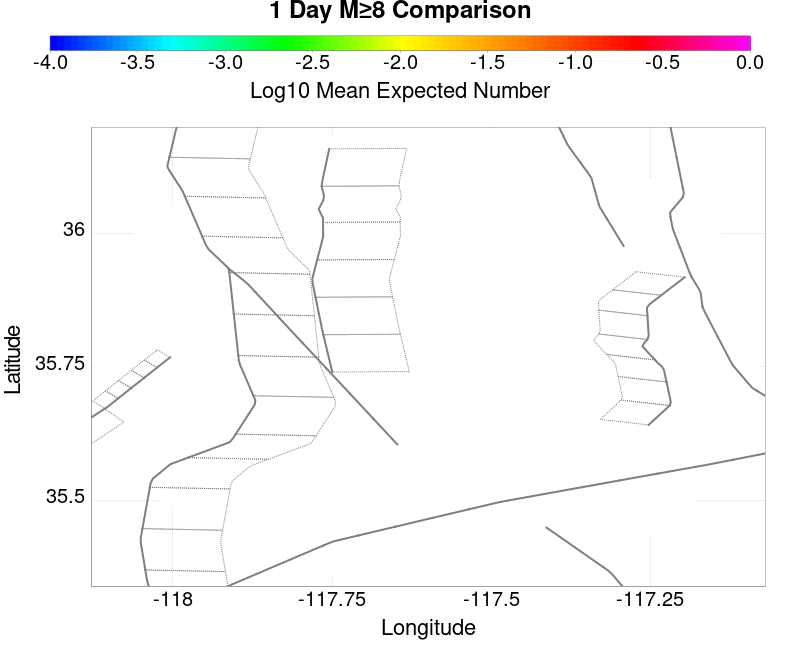 1 Day M≥8 Comparison
-4.0 -3.5 -3.0 -2.5 -2.0 -1.5 -1.0 -0.5 0.0
Log10 Mean Expected Number
36
35.75
35.5
Latitude
-118 -117.75 -117.5 -117.25
Longitude